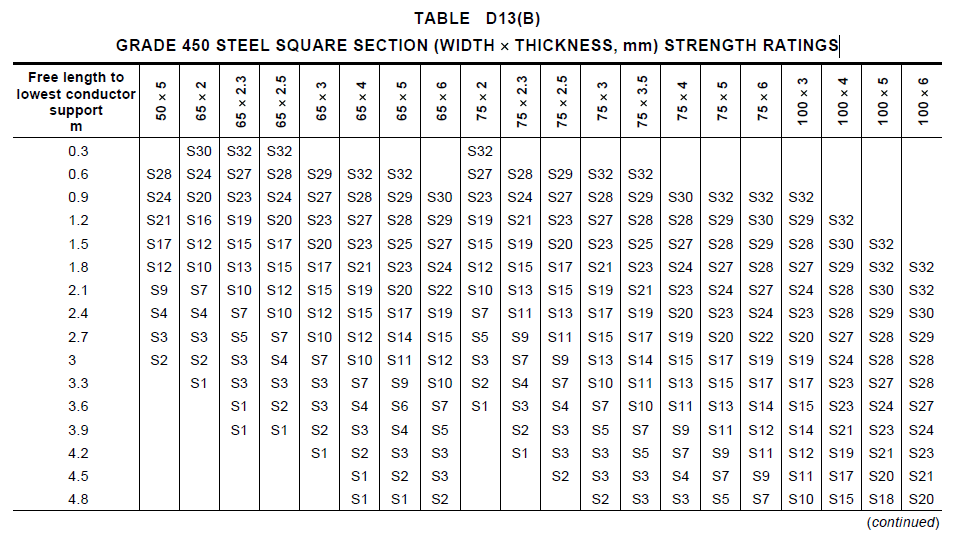 TABLE D13(B)
GRADE 450 STEEL SQUARE SECTION (WIDTH × THICKNESS, mm) STRENGTH RATINGS
Free length to lowest conductor support m 50 × 5 65 × 2 65 × 2.3 65 × 2.5 65 × 3 65 × 4 65 × 5 65 × 6 75 × 2 75 × 2.3 75 × 2.5 75 × 3 75 × 3.5 75 × 4 75 × 5 75 × 6 100 × 3 100 × 4 100 × 5 100 × 6
0.3 S30 S32 S32 S32
0.6 S28 S24 S27 S28 S29 S32 S32 S27 S28 S29 S32 S32
0.9 S24 S20 S23 S24 S27 S28 S29 S30 S23 S24 S27 S28 S29 S30 S32 S32 S32
1.2 S21 S16 S19 S20 S23 S27 S28 S29 S19 S21 S23 S27 S28 S28 S29 S30 S29 S32
1.5 S17 S12 S15 S17 S20 S23 S25 S27 S15 S19 S20 S23 S25 S27 S28 S29 S28 S30 S32
1.8 S12 S10 S13 S15 S17 S21 S23 S24 S12 S15 S17 S21 S23 S24 S27 S28 S27 S29 S32 S32
2.1 S9 S7 S10 S12 S15 S19 S20 S22 S10 S13 S15 S19 S21 S23 S24 S27 S24 S28 S30 S32
2.4 S4 S4 S7 S10 S12 S15 S17 S19 S7 S11 S13 S17 S19 S20 S23 S24 S23 S28 S29 S30
2.7 S3 S3 S5 S7 S10 S12 S14 S15 S5 S9 S11 S15 S17 S19 S20 S22 S20 S27 S28 S29
3 S2 S2 S3 S4 S7 S10 S11 S12 S3 S7 S9 S13 S14 S15 S17 S19 S19 S24 S28 S28
3.3 S1 S3 S3 S3 S7 S9 S10 S2 S4 S7 S10 S11 S13 S15 S17 S17 S23 S27 S28
3.6 S1 S2 S3 S4 S6 S7 S1 S3 S4 S7 S10 S11 S13 S14 S15 S23 S24 S27
3.9 S1 S1 S2 S3 S4 S5 S2 S3 S5 S7 S9 S11 S12 S14 S21 S23 S24
4.2 S1 S2 S3 S3 S1 S3 S3 S5 S7 S9 S11 S12 S19 S21 S23
4.5 S1 S2 S3 S2 S3 S3 S4 S7 S9 S11 S17 S20 S21
4.8 S1 S1 S2 S2 S3 S3 S5 S7 S10 S15 S18 S20
(continued)